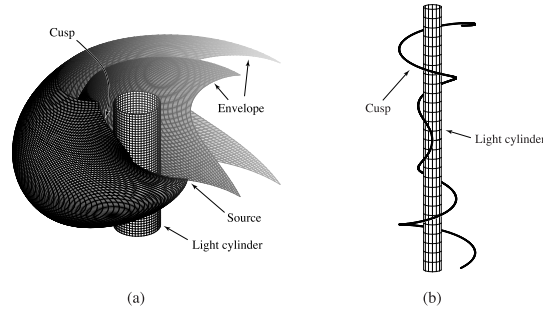 Cusp
Envelope
Source
Light cylinder
(a)
Cusp
Light cylinder
(b)